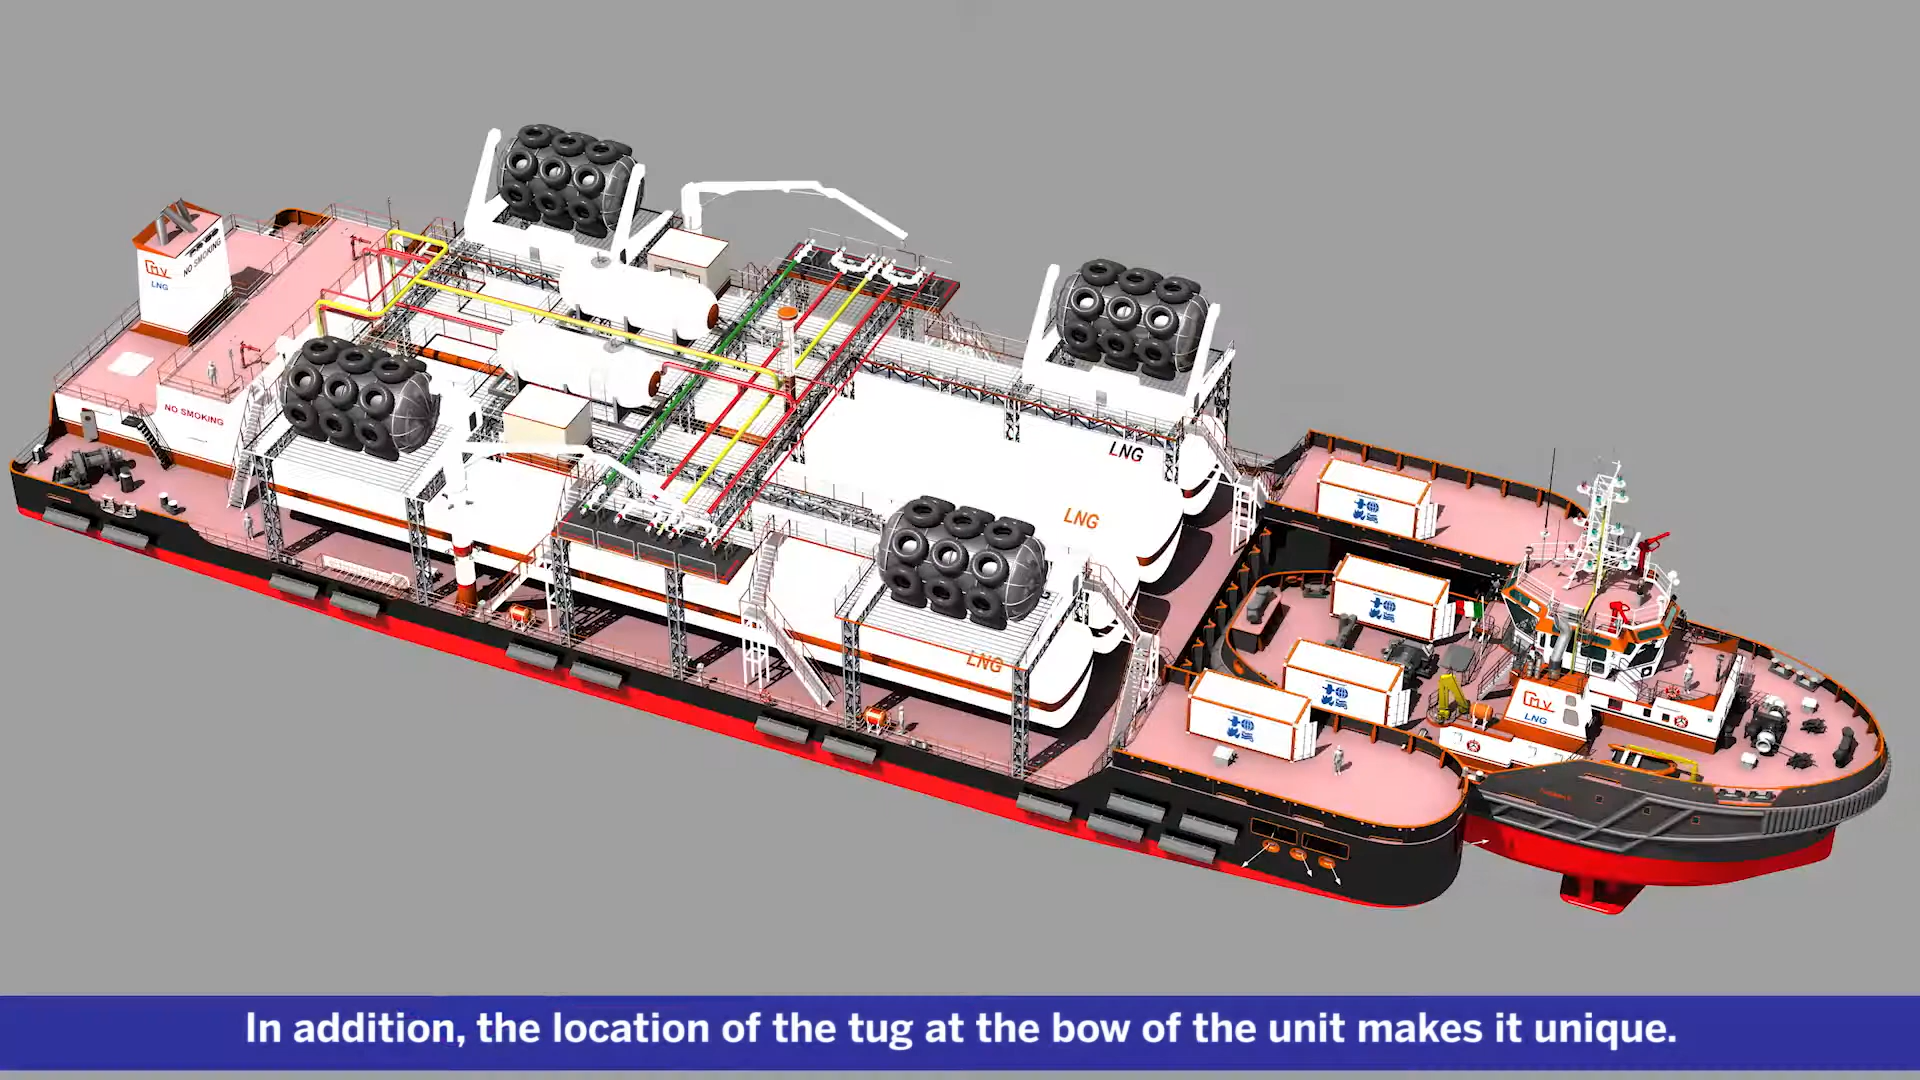 NO SMOKING
LNG
NO SMOKING
LNG
LNG
LNG
LNG
In addition, the location of the tug at the bow of the unit makes it unique.